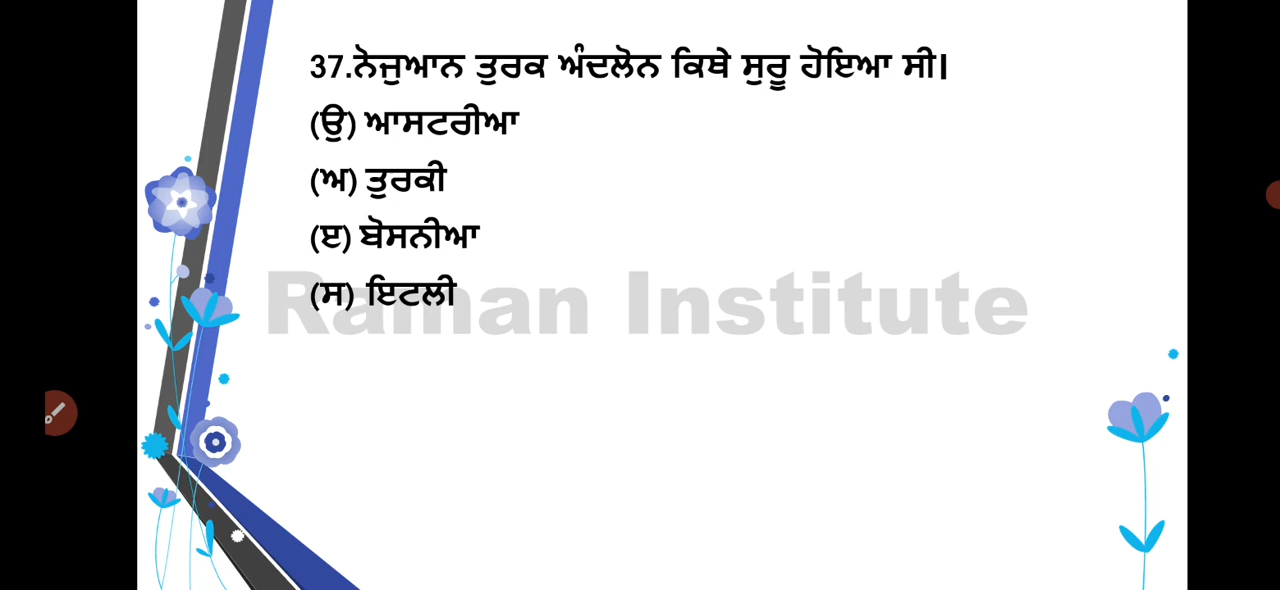 37.ਨੋਜੁਆਨ ਤੁਰਕ ਅੰਦਲੋਨ ਕਿਥੇ ਸੁਰੂ ਹੋਇਆ ਸੀ।
(ਉ) ਆਸਟਰੀਆ
(ਅ) ਤੁਰਕੀ
(ੲ) ਬੋਸਨੀਆ
(ਸ) ਇਟਲੀ
Raman Institute